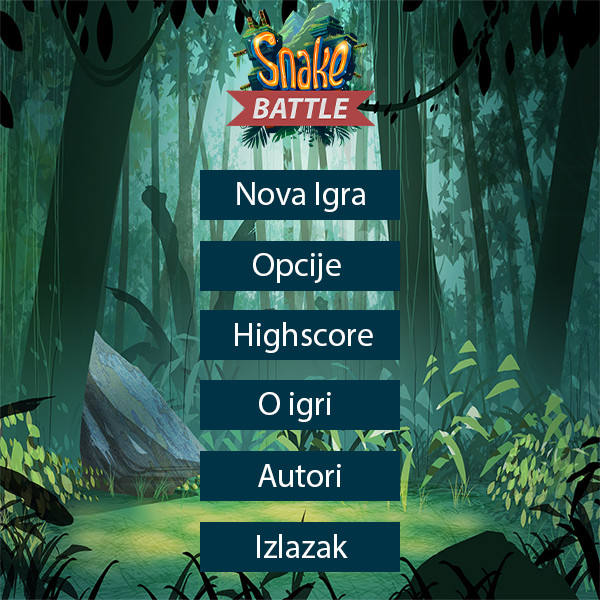 Snake
BATTLE
Nova Igra
Opcije
Highscore
O igri
Autori
Izlazak